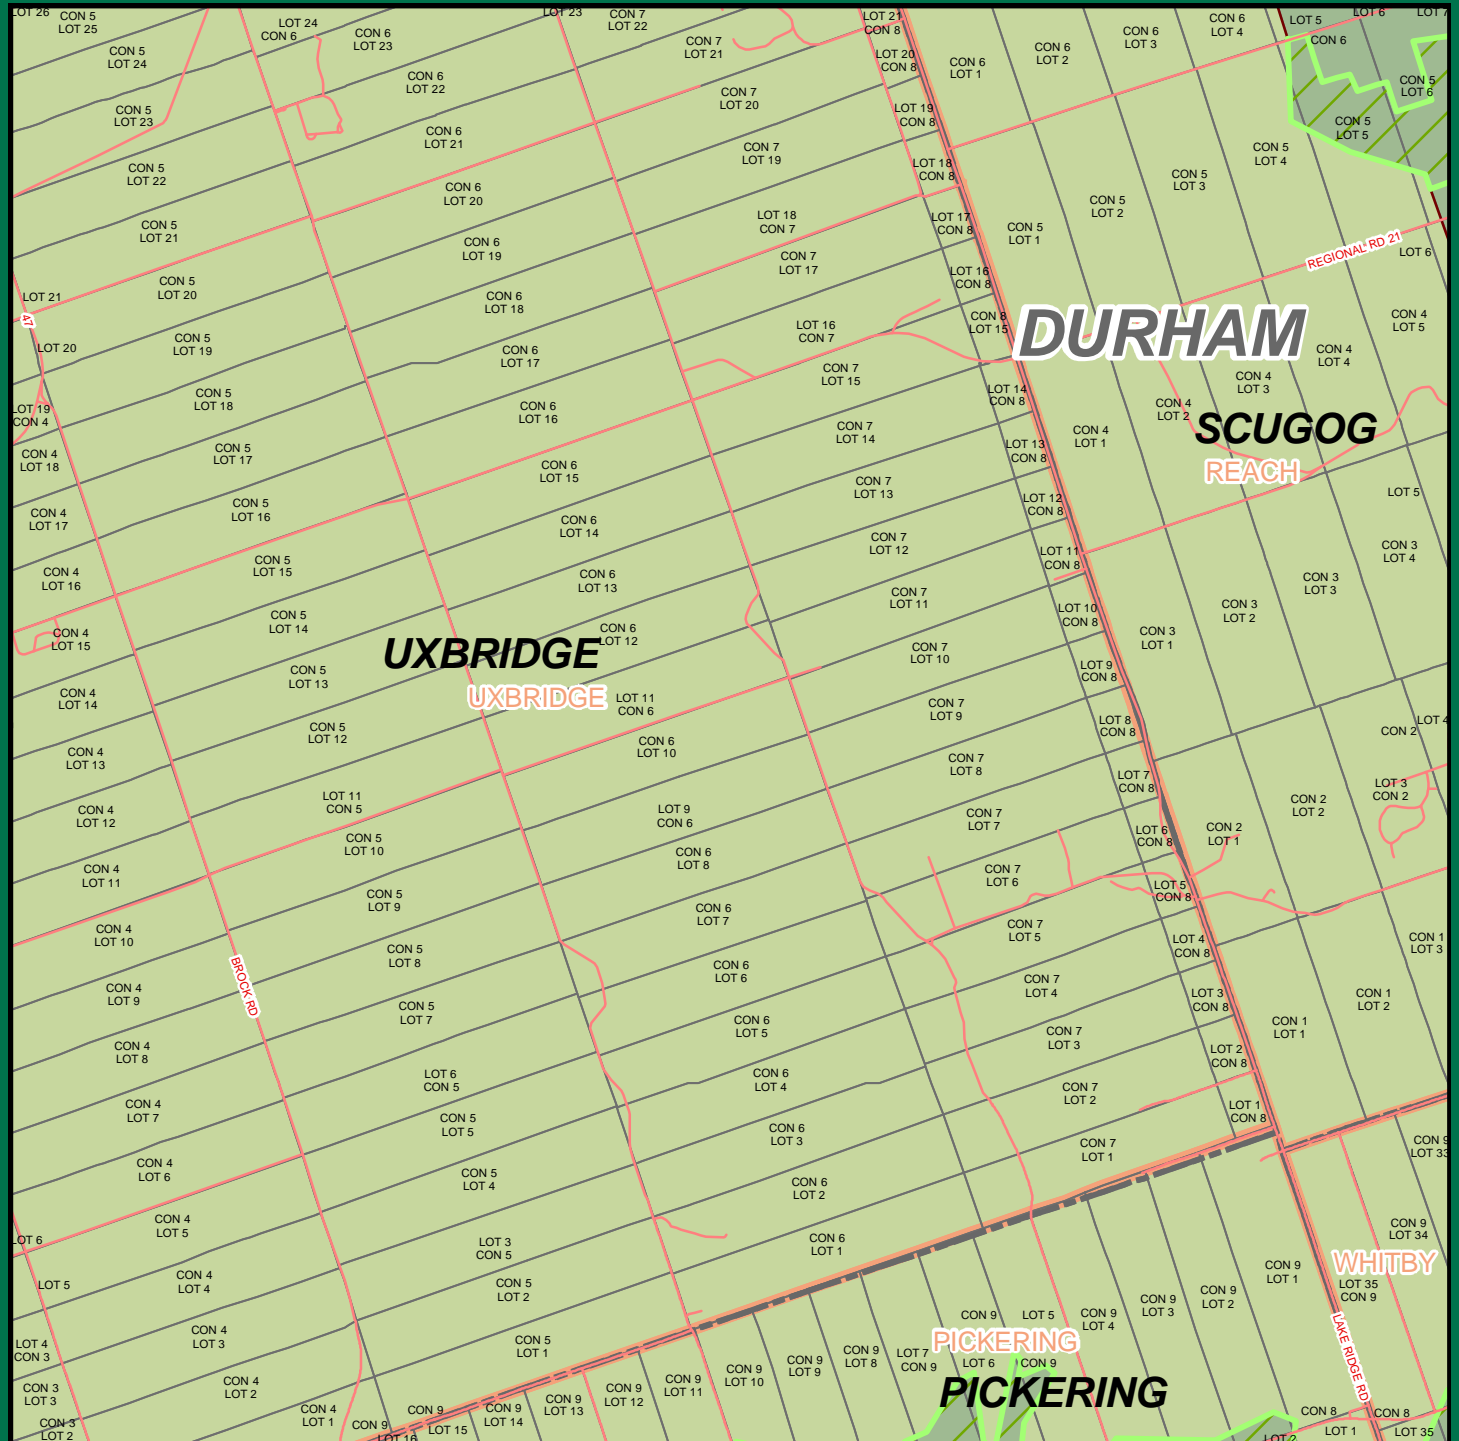 LOT 26
CON 5
LOT 25
LOT 24
CON 6
CON 6
LOT 23
LOT 23
CON 7
LOT 22
LOT 21
CON 8
CON 6
LOT 3
CON 6
LOT 4
LOT 5
CON 6
LOT 6
LOT 7
CON 5
LOT 24
CON 6
LOT 22
CON 7
LOT 21
LOT 20
CON 8
CON 6
LOT 1
CON 6
LOT 2
CON 5
LOT 6
CON 5
LOT 23
CON 6
LOT 21
CON 7
LOT 20
LOT 19
CON 8
CON 5
LOT 5
CON 5
LOT 4
CON 5
LOT 22
CON 6
LOT 20
CON 7
LOT 19
LOT 18
CON 8
CON 5
LOT 3
CON 5
LOT 2
CON 5
LOT 21
CON 6
LOT 19
LOT 18
CON 7
LOT 17
CON 8
CON 5
LOT 1
REGIONAL RD 21
LOT 6
LOT 21
CON 5
LOT 20
CON 6
LOT 18
CON 7
LOT 17
LOT 16
CON 8
47
LOT 20
CON 5
LOT 19
CON 6
LOT 17
LOT 16
CON 7
CON 8
LOT 15
DURHAM
CON 4
LOT 5
CON 4
LOT 4
CON 4
LOT 3
CON 4
LOT 2
SCUGOG
REACH
LOT 19
CON 4
CON 5
LOT 18
CON 6
LOT 16
CON 7
LOT 15
LOT 14
CON 8
CON 4
LOT 1
CON 4
LOT 18
CON 5
LOT 17
CON 6
LOT 15
CON 7
LOT 14
LOT 13
CON 8
LOT 5
CON 4
LOT 17
CON 5
LOT 16
CON 6
LOT 14
CON 7
LOT 13
LOT 12
CON 8
CON 3
LOT 4
CON 4
LOT 16
CON 5
LOT 15
CON 6
LOT 13
CON 7
LOT 12
LOT 11
CON 8
CON 3
LOT 3
CON 4
LOT 15
CON 5
LOT 14
CON 6
LOT 12
CON 7
LOT 11
LOT 10
CON 8
CON 3
LOT 2
CON 3
LOT 1
UXBRIDGE
UXBRIDGE
CON 4
LOT 14
CON 5
LOT 13
LOT 11
CON 6
CON 7
LOT 10
LOT 9
CON 8
CON 4
LOT 13
CON 5
LOT 12
CON 6
LOT 10
CON 7
LOT 9
LOT 8
CON 8
LOT 4
CON 2
CON 4
LOT 12
LOT 11
CON 5
LOT 9
CON 6
CON 7
LOT 8
LOT 7
CON 8
LOT 3
CON 2
CON 2
LOT 2
CON 4
LOT 11
CON 5
LOT 10
CON 6
LOT 8
CON 7
LOT 7
LOT 6
CON 8
CON 2
LOT 1
CON 4
LOT 10
CON 5
LOT 9
CON 6
LOT 7
CON 7
LOT 6
LOT 5
CON 8
CON 4
LOT 9
BROCK RD
CON 5
LOT 8
CON 6
LOT 6
CON 7
LOT 5
LOT 4
CON 8
CON 1
LOT 3
CON 4
LOT 8
CON 5
LOT 7
CON 6
LOT 5
CON 7
LOT 4
LOT 3
CON 8
CON 1
LOT 2
CON 1
LOT 1
CON 4
LOT 7
LOT 6
CON 5
CON 6
LOT 4
CON 7
LOT 3
LOT 2
CON 8
CON 4
LOT 6
CON 5
LOT 5
CON 6
LOT 3
CON 7
LOT 2
LOT 1
CON 8
CON 9
LOT 33
LOT 6
CON 4
LOT 5
CON 5
LOT 4
CON 6
LOT 2
CON 7
LOT 1
CON 9
LOT 34
WHITBY
LOT 5
CON 4
LOT 4
LOT 3
CON 5
CON 6
LOT 1
CON 9
LOT 1
LOT 35
CON 9
LOT 4
CON 3
CON 4
LOT 3
CON 5
LOT 2
CON 9
LOT 5
CON 9
LOT 4
CON 9
LOT 3
CON 9
LOT 2
LAKE RIDGE RD
CON 3
LOT 3
CON 4
LOT 2
CON 5
LOT 1
CON 9
LOT 11
CON 9
LOT 10
CON 9
LOT 9
CON 9
LOT 8
LOT 7
CON 9
PICKERING
LOT 6
CON 9
PICKERING
CON 3
LOT 2
CON 4
LOT 1
CON 9
LOT 16
CON 9
LOT 15
CON 9
LOT 14
CON 9
LOT 13
CON 9
LOT 12
LOT 2
CON 8
LOT 1
CON 8
LOT 35